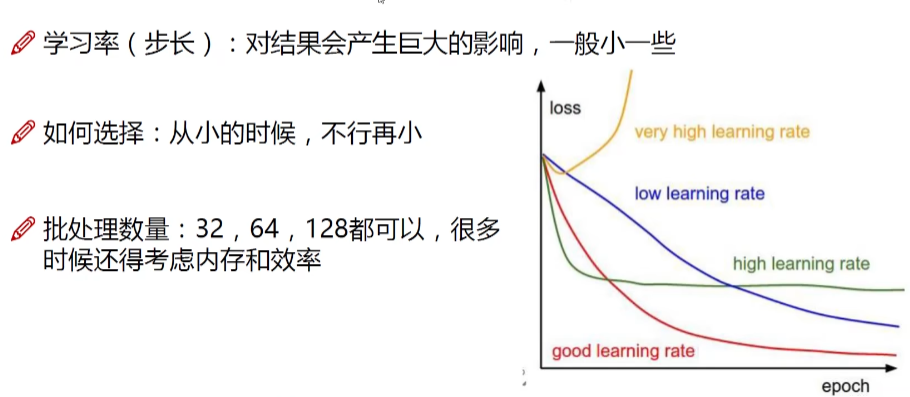 学习率（步长）：对结果会产生巨大的影响，一般小一些
如何选择：从小的时候，不行再小
批处理数量：32，64，128都可以，很多
时候还得考虑内存和效率
loss
very high learning rate
low learning rate
high learning rate
good learning rate
epoch